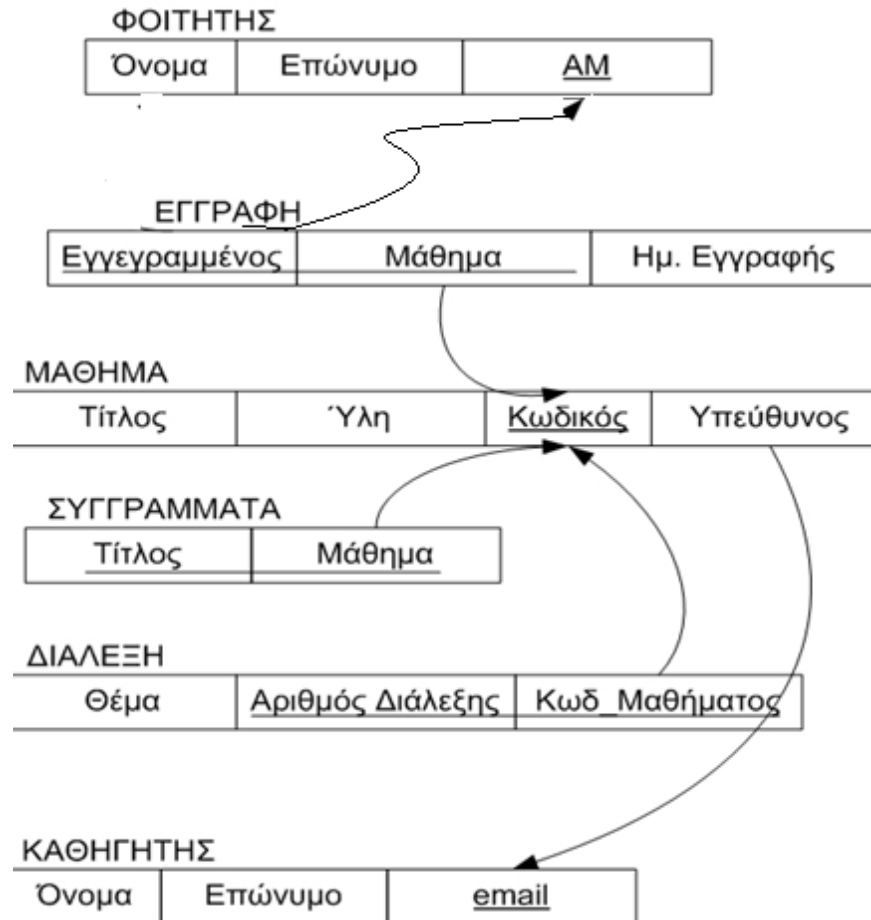 ΦΟΙΤΗΤΗΣ
Όνομα Επώνυμο ΑΜ
ΕΓΓΡΑΦΗ
Εγγεγραμμένος Μάθημα Ημ. Εγγραφής
ΜΑΘΗΜΑ
Τίτλος Ύλη Κωδικός Υπεύθυνος
ΣΥΓΓΡΑΜΜΑΤΑ
Τίτλος Μάθημα
ΔΙΑΛΕΞΗ
Θέμα Αριθμός Διάλεξης Κωδ_Μαθήματος
ΚΑΘΗΓΗΤΗΣ
Όνομα Επώνυμο email